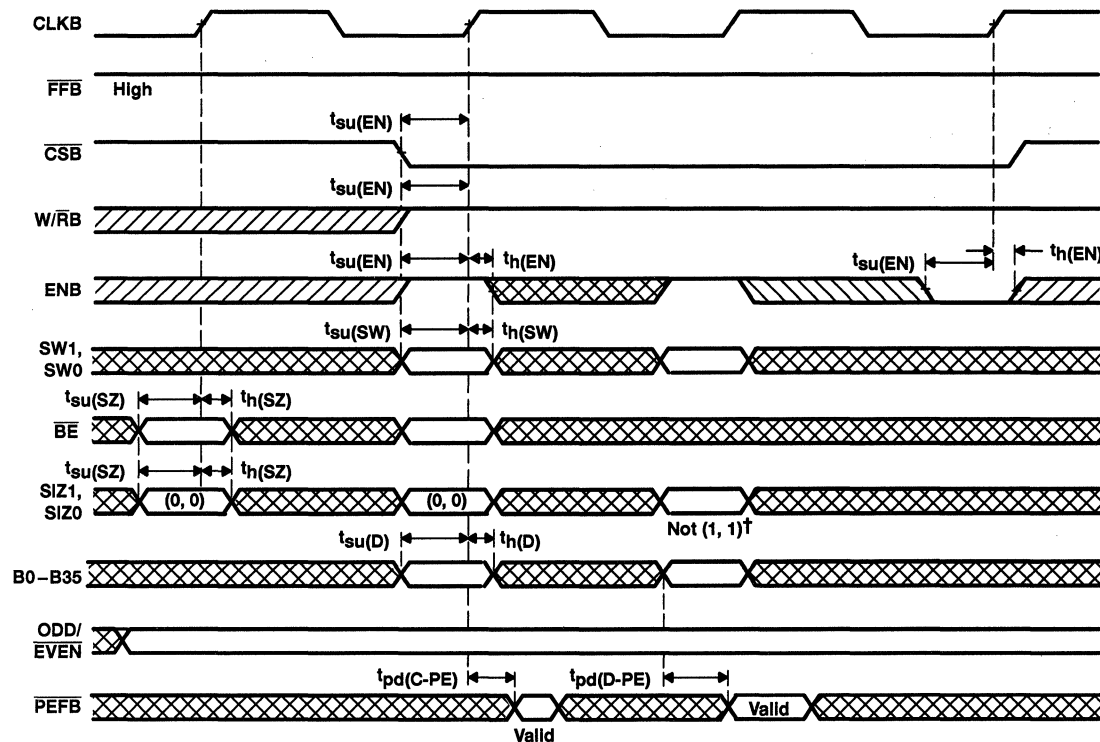 CLKB
FFB High
tsu(EN)
CSB
tsu(EN)
W/RB
tsu(EN) th(EN) tsu(EN) th(EN)
ENB
tsu(SW) th(SW)
SW1,
SW0
tsu(SZ) th(SZ)
BE
tsu(SZ) th(SZ)
SIZ1,
SIZ0
(0, 0) (0, 0)
Not (1, 1)†
tsu(D) th(D)
B0–B35
ODD/
EVEN
tpd(C-PE) tpd(D-PE)
PEFB
Valid
Valid